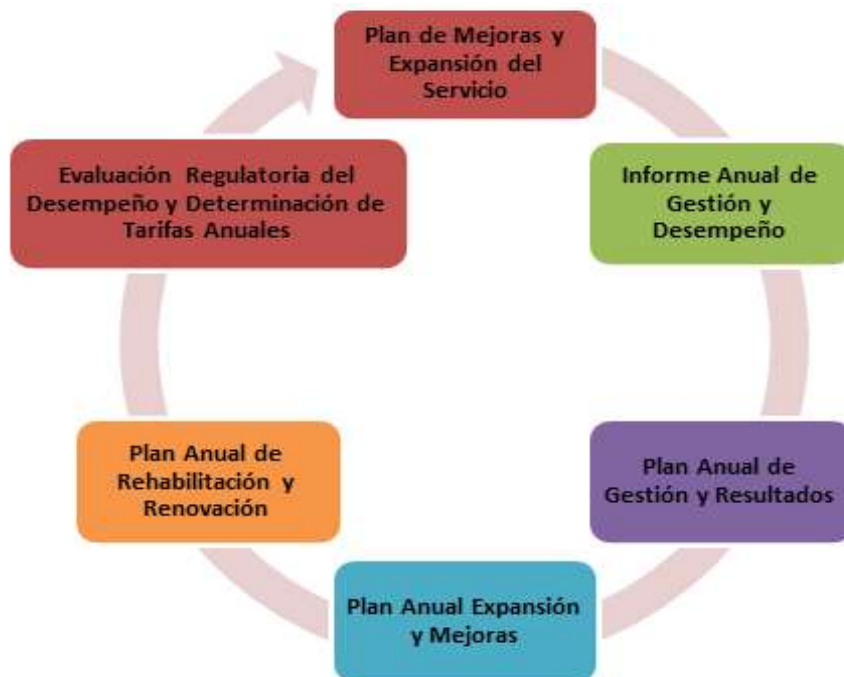 Plan de Mejoras y
Expansión del
Servicio
Informe Anual de
Gestión y
Desempeño
Plan Anual de
Gestión y Resultados
Plan Anual Expansión
y Mejoras
Plan Anual de
Rehabilitación y
Renovación
Evaluación Regulatoria del
Desempeño y Determinación de
Tarifas Anuales